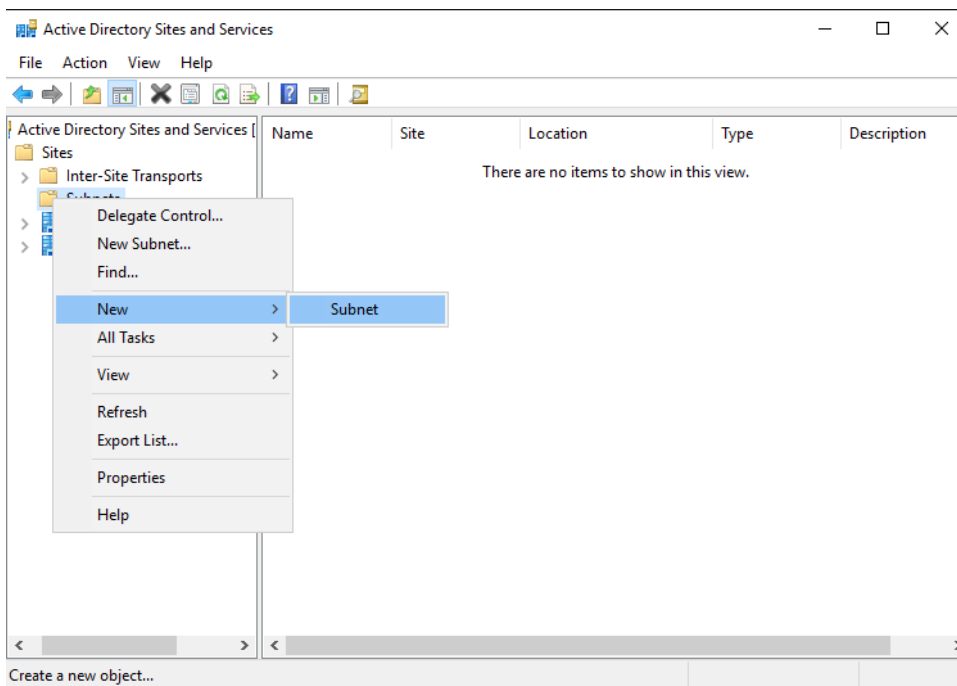 Active Directory Sites and Services
File Action View Help
Active Directory Sites and Services [
Name Site Location Type Description
Sites
There are no items to show in this view.
Inter-Site Transports
Subnets
Delegate Control...
New Subnet...
Find...
New
Subnet
All Tasks
View
Refresh
Export List...
Properties
Help
Create a new object...